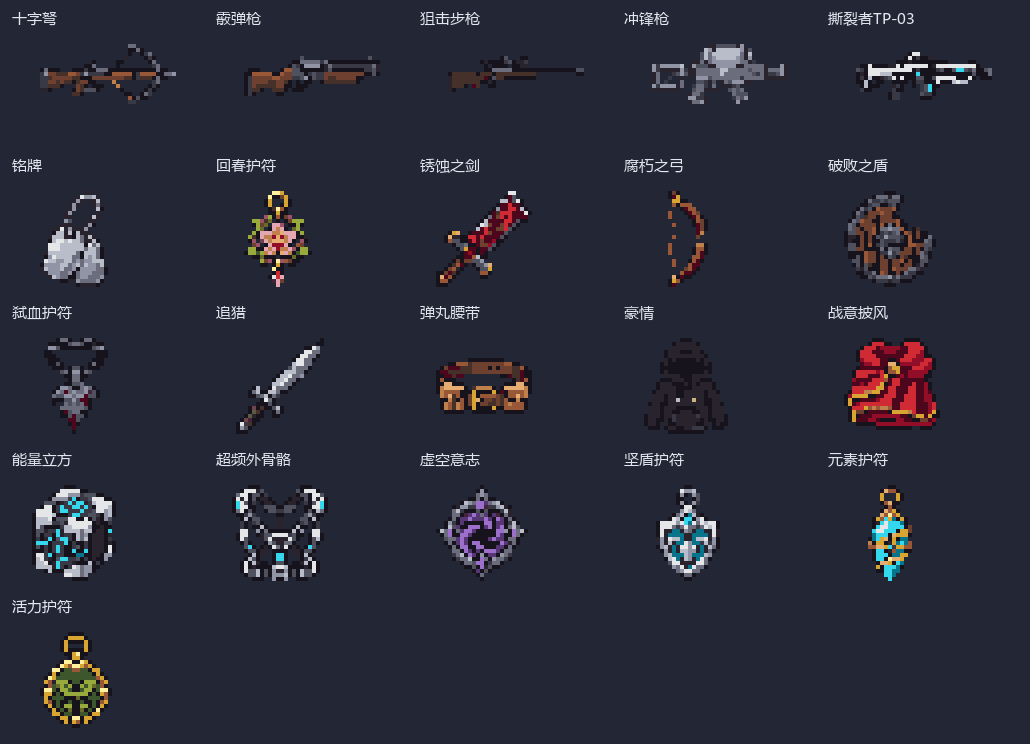 十字弩
霰弹枪
狙击步枪
冲锋枪
撕裂者TP-03
铭牌
回春护符
锈蚀之剑
腐朽之弓
破败之盾
弑血护符
追猎
弹丸腰带
豪情
战意披风
能量立方
超频外骨骼
虚空意志
坚盾护符
元素护符
活力护符